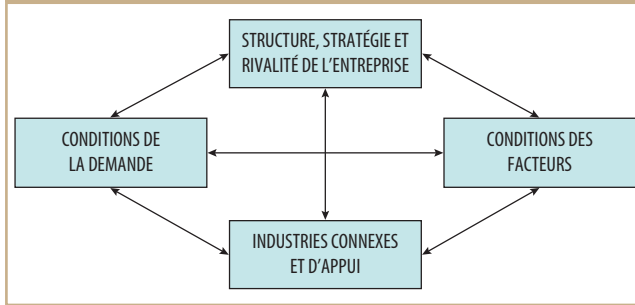 STRUCTURE, STRATÉGIE ET
RIVALITÉ DE L'ENTREPRISE
CONDITIONS DE
LA DEMANDE
CONDITIONS DES
FACTEURS
INDUSTRIES CONNEXES
ET D'APPUI